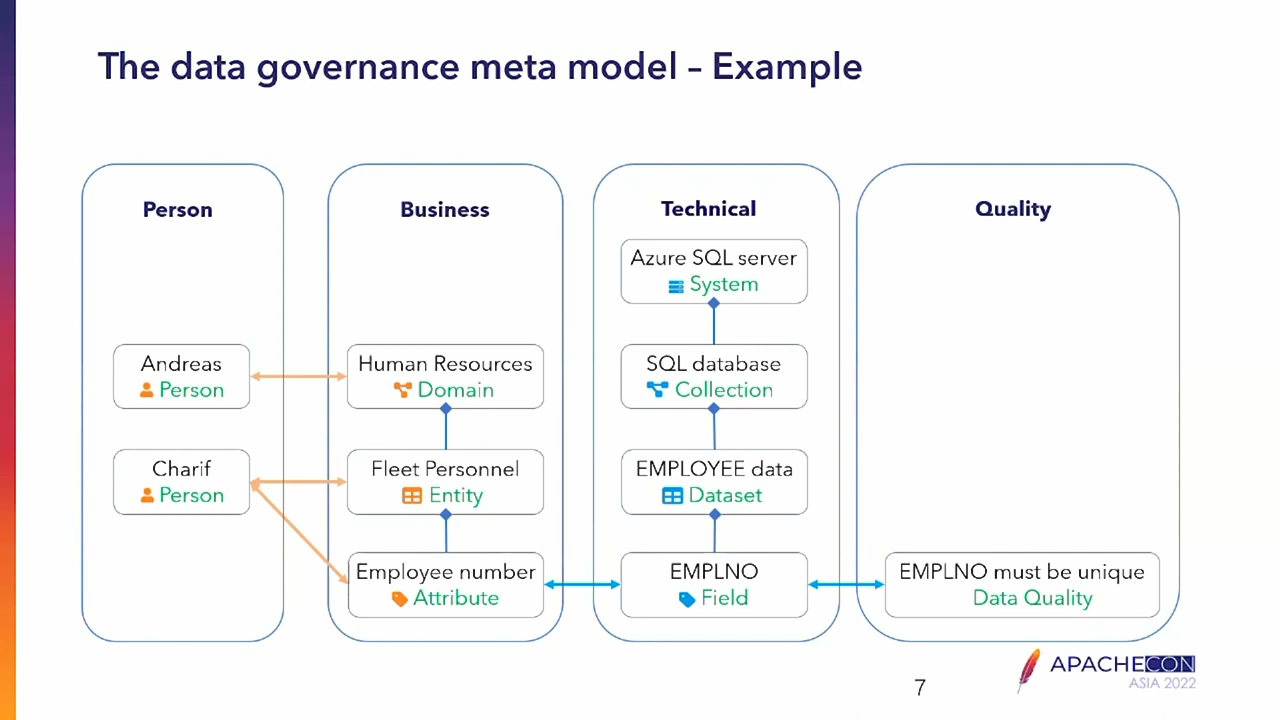 The data governance meta model – Example
Person
Andreas
Person
Charif
Person
Business
Human Resources
Domain
Fleet Personnel
Entity
Employee number
Attribute
Technical
Azure SQL server
System
SQL database
Collection
EMPLOYEE data
Dataset
EMPLNO
Field
Quality
EMPLNO must be unique
Data Quality
7
APACHECON
ASIA 2022